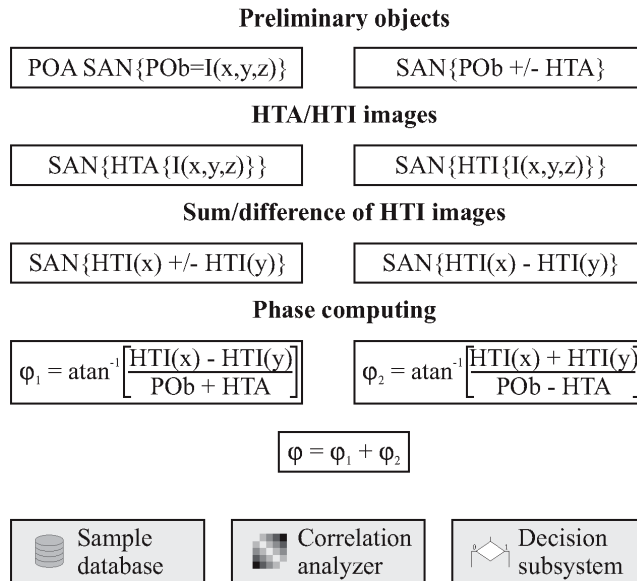 Preliminary objects
POA SAN{POb=I(x,y,z)}
SAN{POb +/- HTA}
HTA/HTI images
SAN{HTA{I(x,y,z)}}
SAN{HTI{I(x,y,z)}}
Sum/difference of HTI images
SAN{HTI(x) +/- HTI(y)}
SAN{HTI(x) - HTI(y)}
Phase computing
φ₁ = atan⁻¹[HTI(x) - HTI(y) / POb + HTA]
φ₂ = atan⁻¹[HTI(x) + HTI(y) / POb - HTA]
φ = φ₁ + φ₂
Sample
database
Correlation
analyzer
0 1
Decision
subsystem